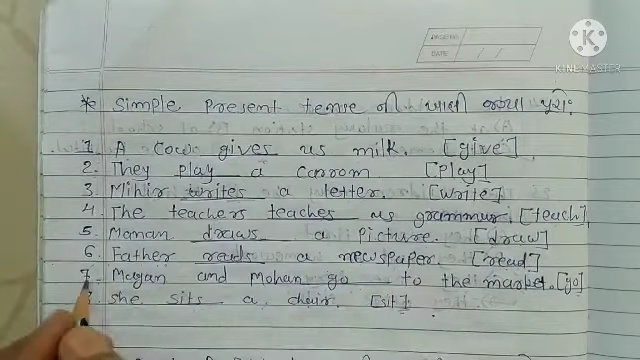 PAGE NO.
DATE / /
KINEMASTER
* Simple Present tense ની ખાલી જગ્યા પૂરો:
1. A cow gives us milk. [give]
2. They play a carrom [Play]
3. Mihir writes a letter. [write]
4. The teachers teaches us grammar. [teach]
5. Manan draws a picture. [draw]
6. Father reads a newspaper. [read]
7. Magan and Mohan go to the market. [go]
8. She sits a chair. [sit]